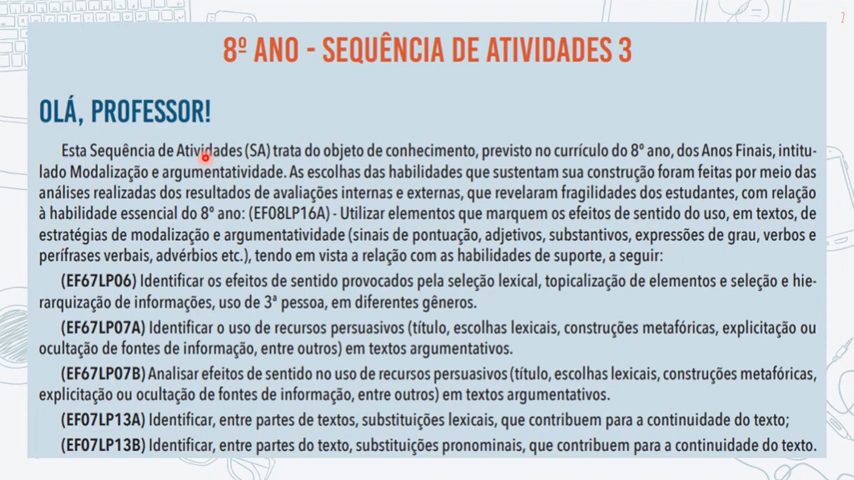 2
8º ANO - SEQUÊNCIA DE ATIVIDADES 3
OLÁ, PROFESSOR!
Esta Sequência de Atividades (SA) trata do objeto de conhecimento, previsto no currículo do 8º ano, dos Anos Finais, intitu-
lado Modalização e argumentatividade. As escolhas das habilidades que sustentam sua construção foram feitas por meio das
análises realizadas dos resultados de avaliações internas e externas, que revelaram fragilidades dos estudantes, com relação
à habilidade essencial do 8º ano: (EF08LP16A) - Utilizar elementos que marquem os efeitos de sentido do uso, em textos, de
estratégias de modalização e argumentatividade (sinais de pontuação, adjetivos, substantivos, expressões de grau, verbos e
perífrases verbais, advérbios etc.), tendo em vista a relação com as habilidades de suporte, a seguir:
(EF67LP06) Identificar os efeitos de sentido provocados pela seleção lexical, topicalização de elementos e seleção e hie-
rarquização de informações, uso de 3ª pessoa, em diferentes gêneros.
(EF67LP07A) Identificar o uso de recursos persuasivos (título, escolhas lexicais, construções metafóricas, explicitação ou
ocultação de fontes de informação, entre outros) em textos argumentativos.
(EF67LP07B) Analisar efeitos de sentido no uso de recursos persuasivos (título, escolhas lexicais, construções metafóricas,
explicitação ou ocultação de fontes de informação, entre outros) em textos argumentativos.
(EF07LP13A) Identificar, entre partes de textos, substituições lexicais, que contribuem para a continuidade do texto;
(EF07LP13B) Identificar, entre partes do texto, substituições pronominais, que contribuem para a continuidade do texto.